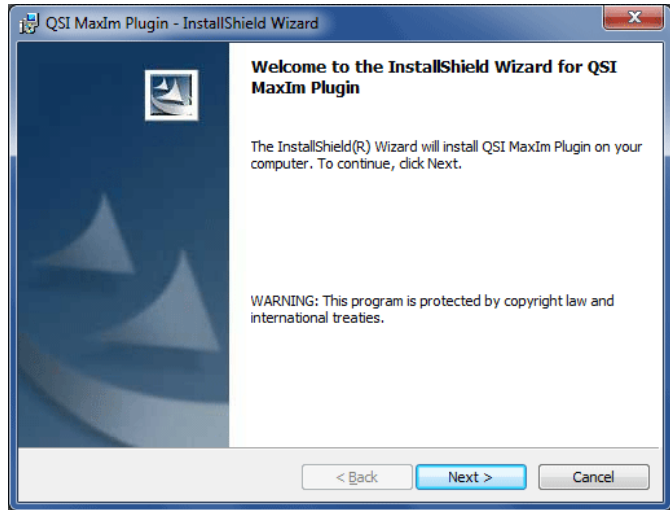 QSI MaxIm Plugin - InstallShield Wizard
Welcome to the InstallShield Wizard for QSI
MaxIm Plugin
The InstallShield(R) Wizard will install QSI MaxIm Plugin on your
computer. To continue, click Next.
WARNING: This program is protected by copyright law and
international treaties.
< Back Next > Cancel